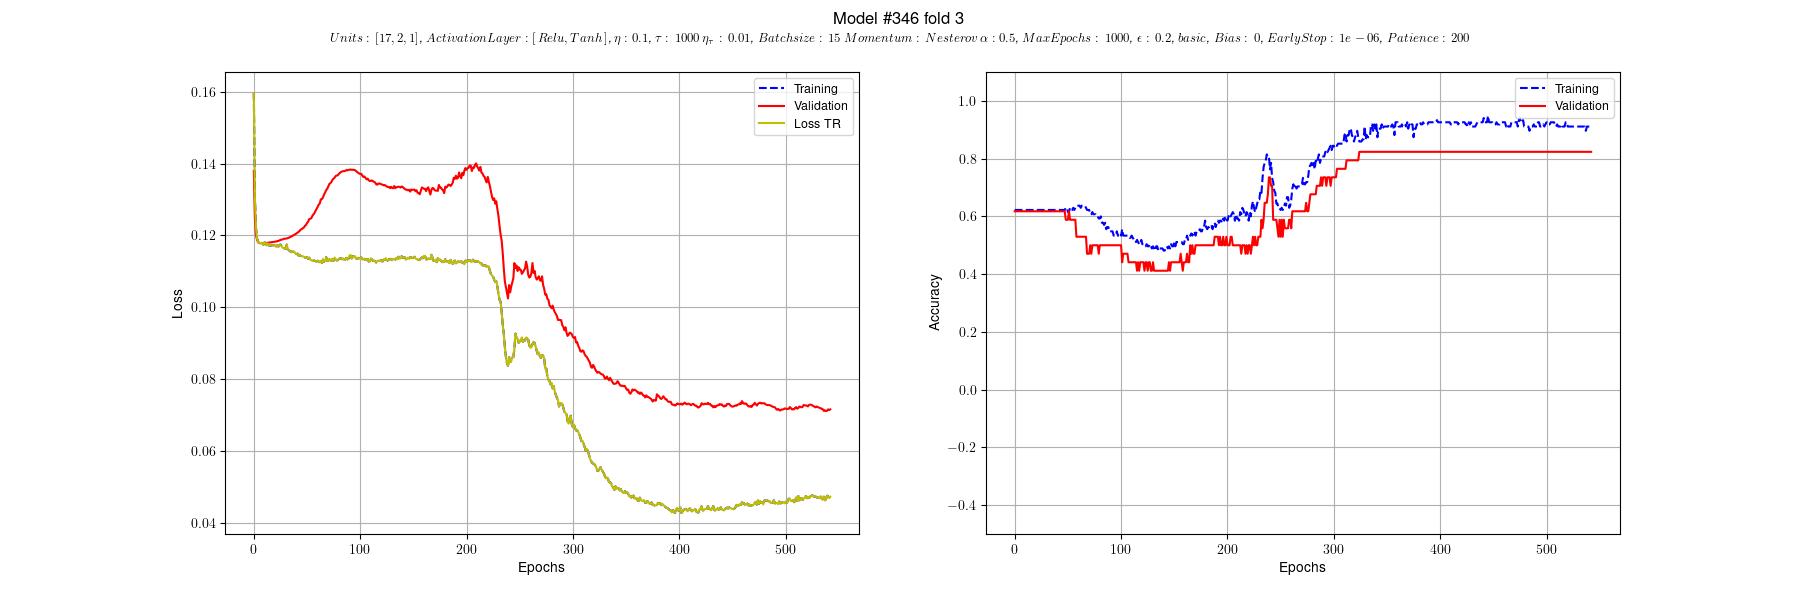 Model #346 fold 3
Units : [17, 2, 1], ActivationLayer : [Relu, Tanh], η : 0.1, τ : 1000 ητ : 0.01, Batchsize : 15 Momentum : Nesterov α : 0.5, MaxEpochs : 1000, ϵ : 0.2, basic, Bias : 0, EarlyStop : 1e − 06, Patience : 200
Training
Validation
Loss TR
0.16
0.14
0.12
0.10
0.08
0.06
0.04
Loss
0 100 200 300 400 500
Epochs
Training
Validation
1.0
0.8
0.6
0.4
0.2
0.0
−0.2
−0.4
Accuracy
0 100 200 300 400 500
Epochs